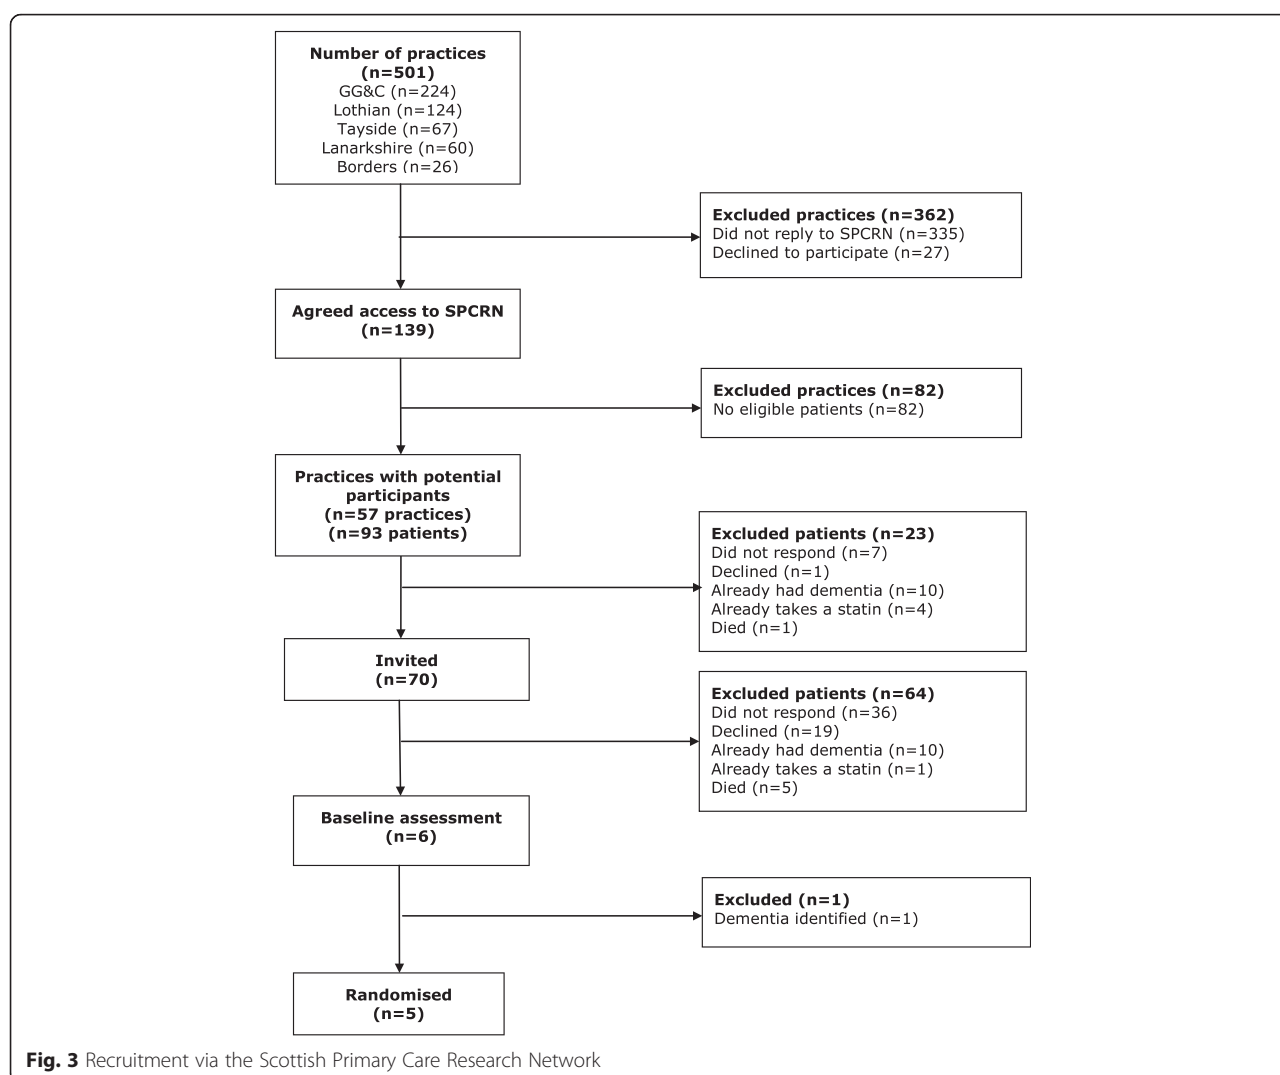 Number of practices
(n=501)
GG&C (n=224)
Lothian (n=124)
Tayside (n=67)
Lanarkshire (n=60)
Borders (n=26)
Excluded practices (n=362)
Did not reply to SPCRN (n=335)
Declined to participate (n=27)
Agreed access to SPCRN
(n=139)
Excluded practices (n=82)
No eligible patients (n=82)
Practices with potential
participants
(n=57 practices)
(n=93 patients)
Excluded patients (n=23)
Did not respond (n=7)
Declined (n=1)
Already had dementia (n=10)
Already takes a statin (n=4)
Died (n=1)
Invited
(n=70)
Excluded patients (n=64)
Did not respond (n=36)
Declined (n=19)
Already had dementia (n=10)
Already takes a statin (n=1)
Died (n=5)
Baseline assessment
(n=6)
Excluded (n=1)
Dementia identified (n=1)
Randomised
(n=5)
Fig. 3 Recruitment via the Scottish Primary Care Research Network